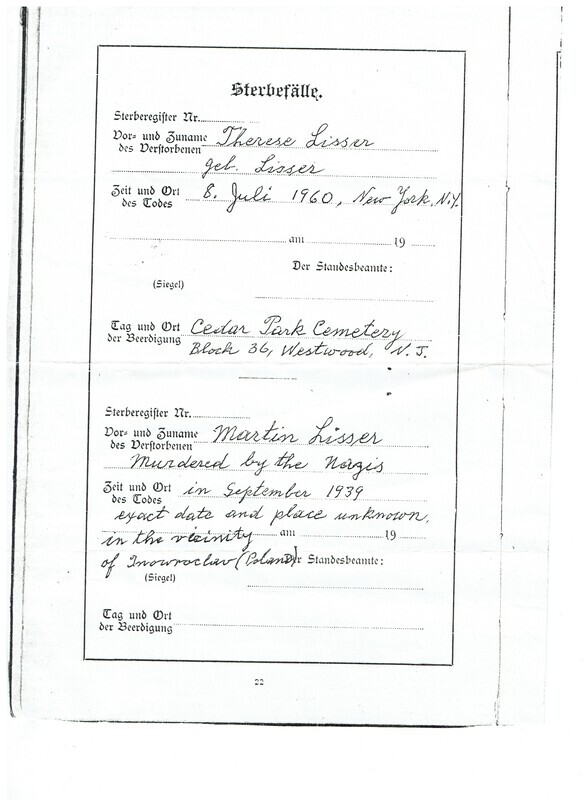 Sterbefälle.
Sterberegister Nr.
Vor- und Zuname des Verstorbenen Therese Lisser
geb. Lisser
Zeit und Ort des Todes 8. Juli 1960, New York, N.Y.
am 19
Der Standesbeamte:
(Siegel)
Tag und Ort der Beerdigung Cedar Park Cemetery
Block 36, Westwood, N.J.
Sterberegister Nr.
Vor- und Zuname des Verstorbenen Martin Lisser
Murdered by the Nazis
Zeit und Ort des Todes in September 1939
exact date and place unknown,
in the vicinity am 19
of Inowroclav (Poland) Der Standesbeamte:
(Siegel)
Tag und Ort der Beerdigung
22